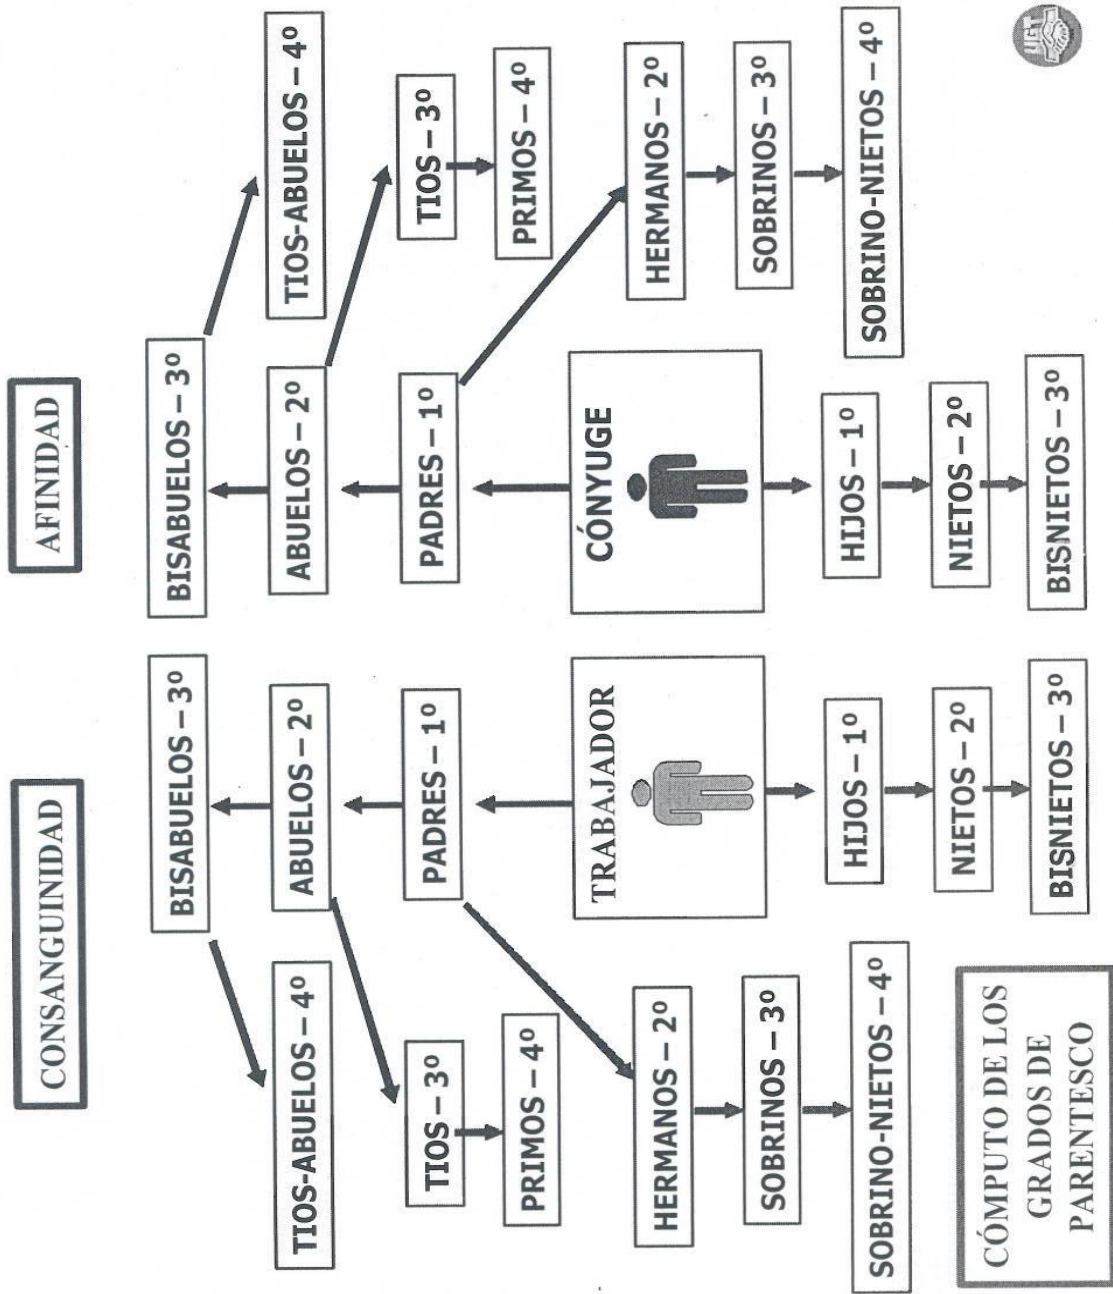 CONSANGUINIDAD
AFINIDAD
BISABUELOS – 3º
BISABUELOS – 3º
TIOS-ABUELOS – 4º
ABUELOS – 2º
ABUELOS – 2º
TIOS-ABUELOS – 4º
TIOS – 3º
PADRES – 1º
PADRES – 1º
TIOS – 3º
PRIMOS – 4º
PRIMOS – 4º
TRABAJADOR
CÓNYUGE
HERMANOS – 2º
HERMANOS – 2º
SOBRINOS – 3º
SOBRINOS – 3º
SOBRINO-NIETOS – 4º
HIJOS – 1º
HIJOS – 1º
SOBRINO-NIETOS – 4º
NIETOS – 2º
NIETOS – 2º
BISNIETOS – 3º
BISNIETOS – 3º
CÓMPUTO DE LOS
GRADOS DE
PARENTESCO
UGT